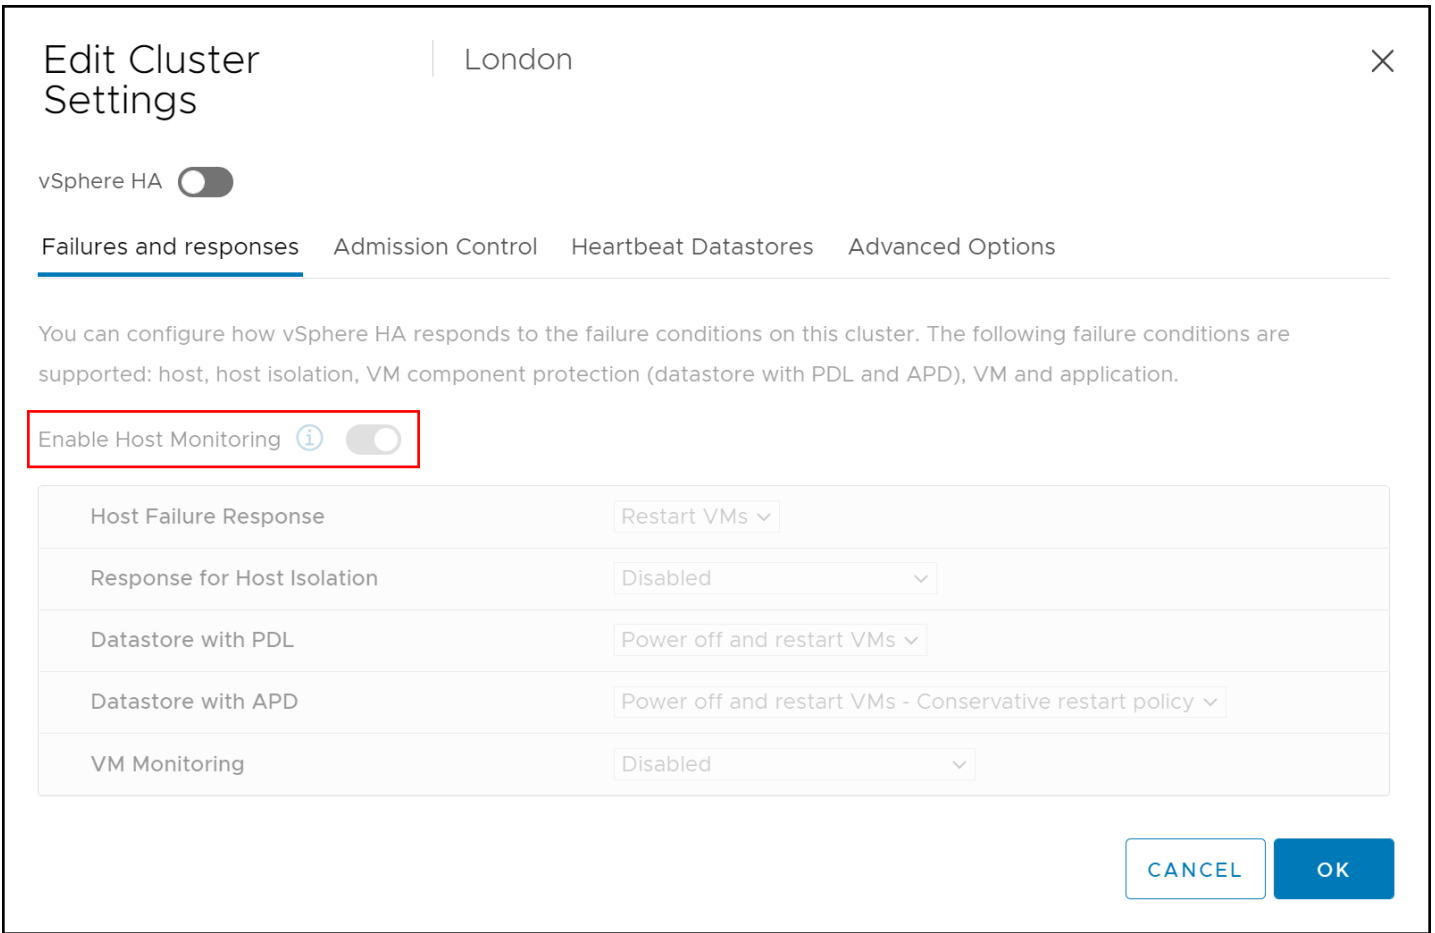 Edit Cluster
Settings
London
vSphere HA
Failures and responses Admission Control Heartbeat Datastores Advanced Options
You can configure how vSphere HA responds to the failure conditions on this cluster. The following failure conditions are
supported: host, host isolation, VM component protection (datastore with PDL and APD), VM and application.
Enable Host Monitoring
Host Failure Response Restart VMs
Response for Host Isolation Disabled
Datastore with PDL Power off and restart VMs
Datastore with APD Power off and restart VMs - Conservative restart policy
VM Monitoring Disabled
CANCEL OK